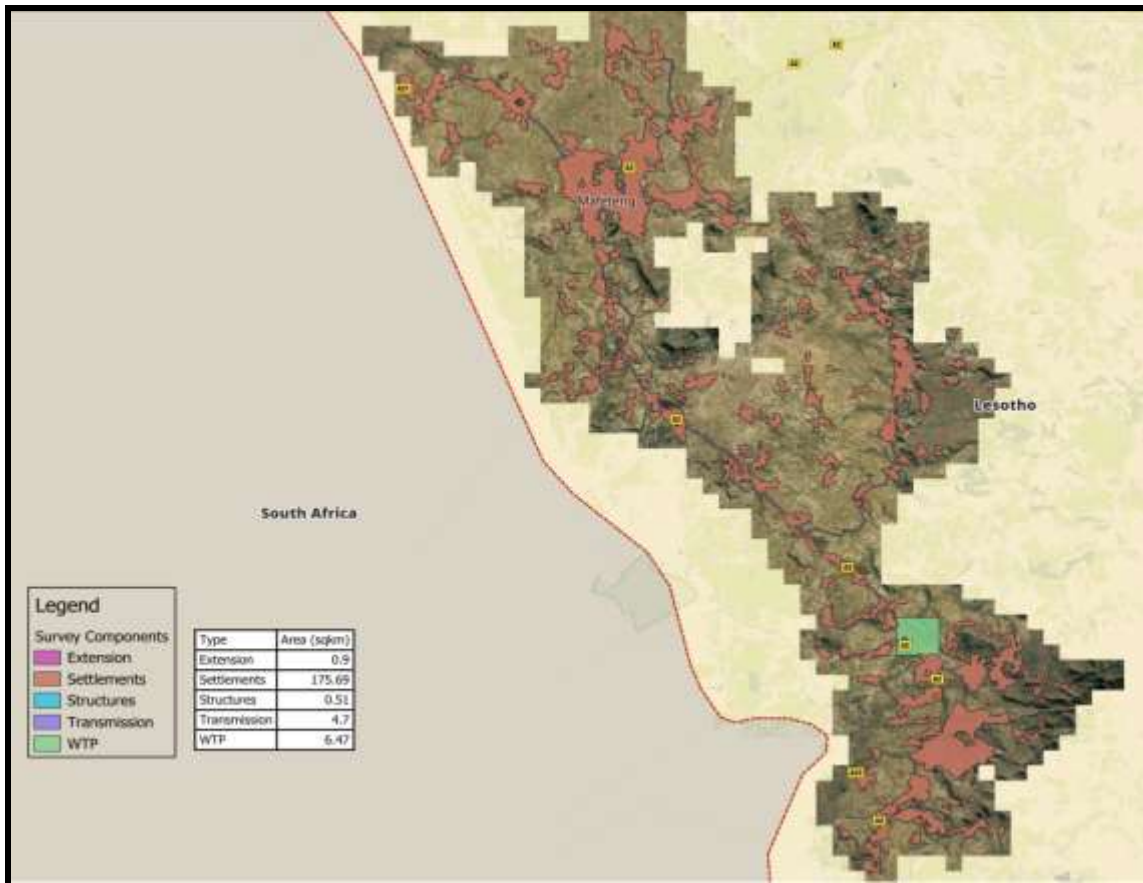 Mafeteng
Lesotho
South Africa
Legend
Survey Components
Extension
Settlements
Structures
Transmission
WTP
Type Area (sqkm)
Extension 0.9
Settlements 175.69
Structures 0.51
Transmission 4.7
WTP 6.47